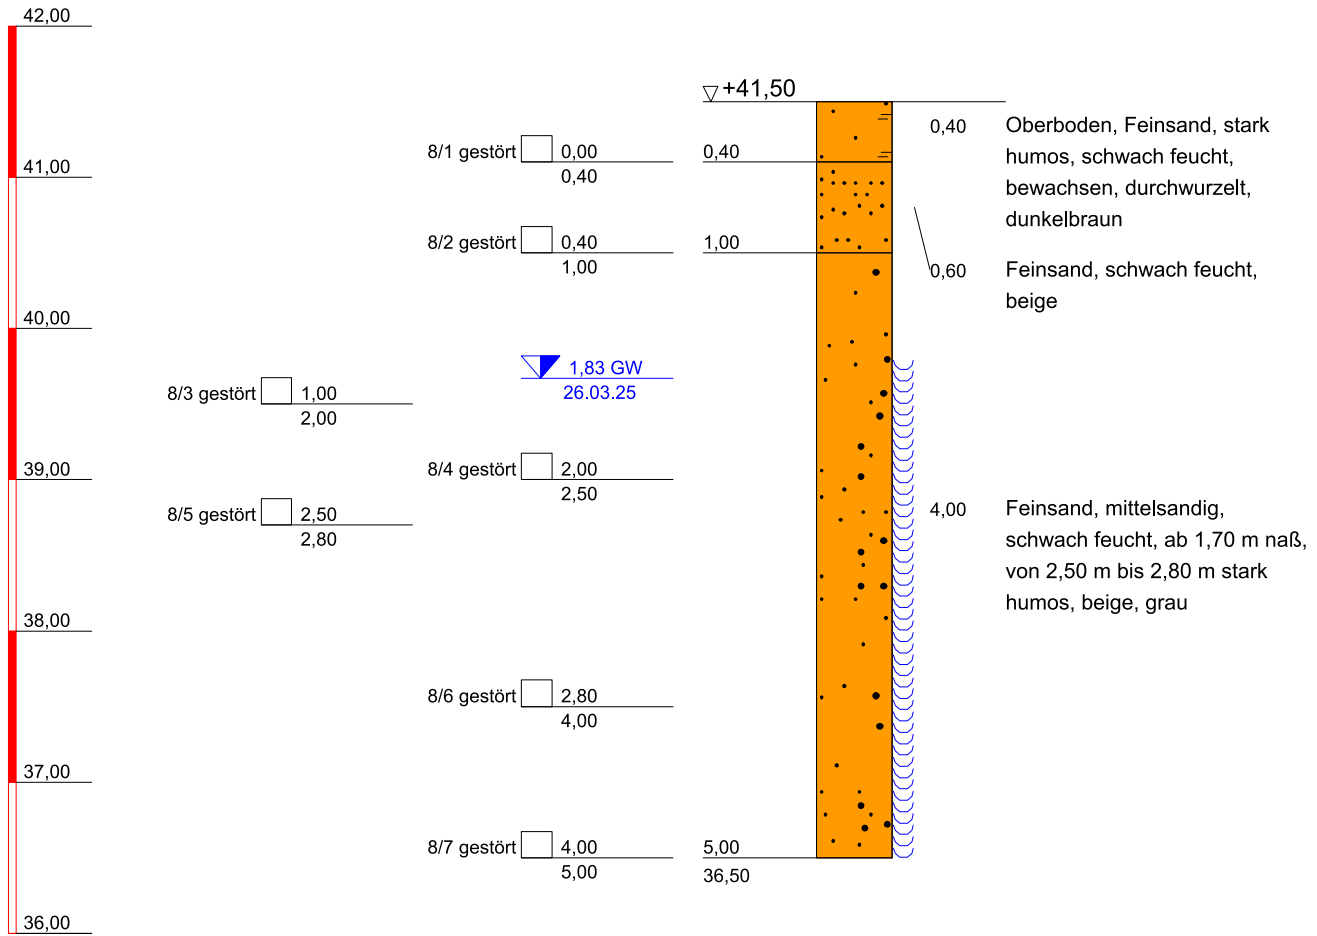 42,00
41,00
40,00
39,00
38,00
37,00
36,00
8/1 gestört
0,00
0,40
8/2 gestört
0,40
1,00
1,83 GW
26.03.25
8/3 gestört
1,00
2,00
8/4 gestört
2,00
2,50
8/5 gestört
2,50
2,80
8/6 gestört
2,80
4,00
8/7 gestört
4,00
5,00
+41,50
0,40
1,00
5,00
36,50
0,40
Oberboden, Feinsand, stark
humos, schwach feucht,
bewachsen, durchwurzelt,
dunkelbraun
0,60
Feinsand, schwach feucht,
beige
4,00
Feinsand, mittelsandig,
schwach feucht, ab 1,70 m naß,
von 2,50 m bis 2,80 m stark
humos, beige, grau